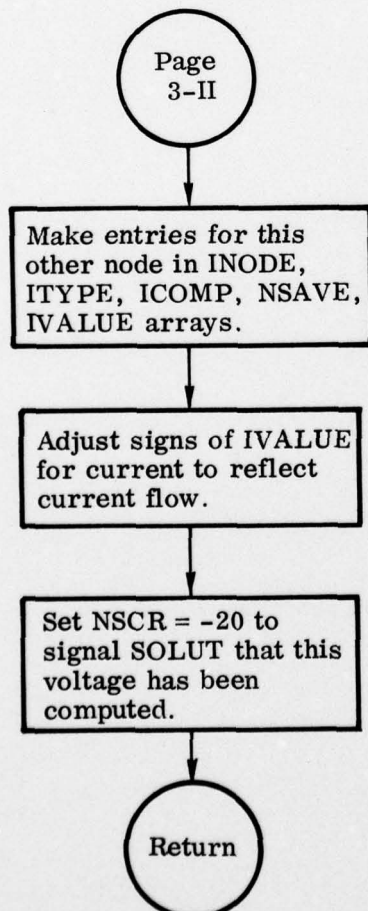 Page
3-II
Make entries for this
other node in INODE,
ITYPE, ICOMP, NSAVE,
IVALUE arrays.
Adjust signs of IVALUE
for current to reflect
current flow.
Set NSCR = -20 to
signal SOLUT that this
voltage has been
computed.
Return